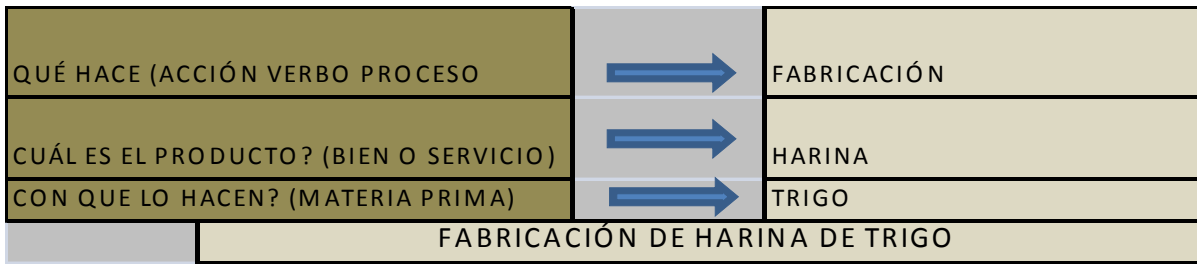 QUÉ HACE (ACCIÓN VERBO PROCESO
FABRICACIÓN
CUÁL ES EL PRODUCTO? (BIEN O SERVICIO)
HARINA
CON QUE LO HACEN? (MATERIA PRIMA)
TRIGO
FABRICACIÓN DE HARINA DE TRIGO